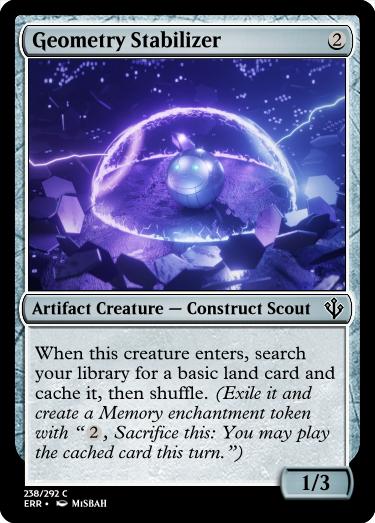 Geometry Stabilizer 2
Artifact Creature — Construct Scout
When this creature enters, search
your library for a basic land card and
cache it, then shuffle. (Exile it and
create a Memory enchantment token
with “2, Sacrifice this: You may play
the cached card this turn.”)
1/3
238/292 C
ERR • MISBAH